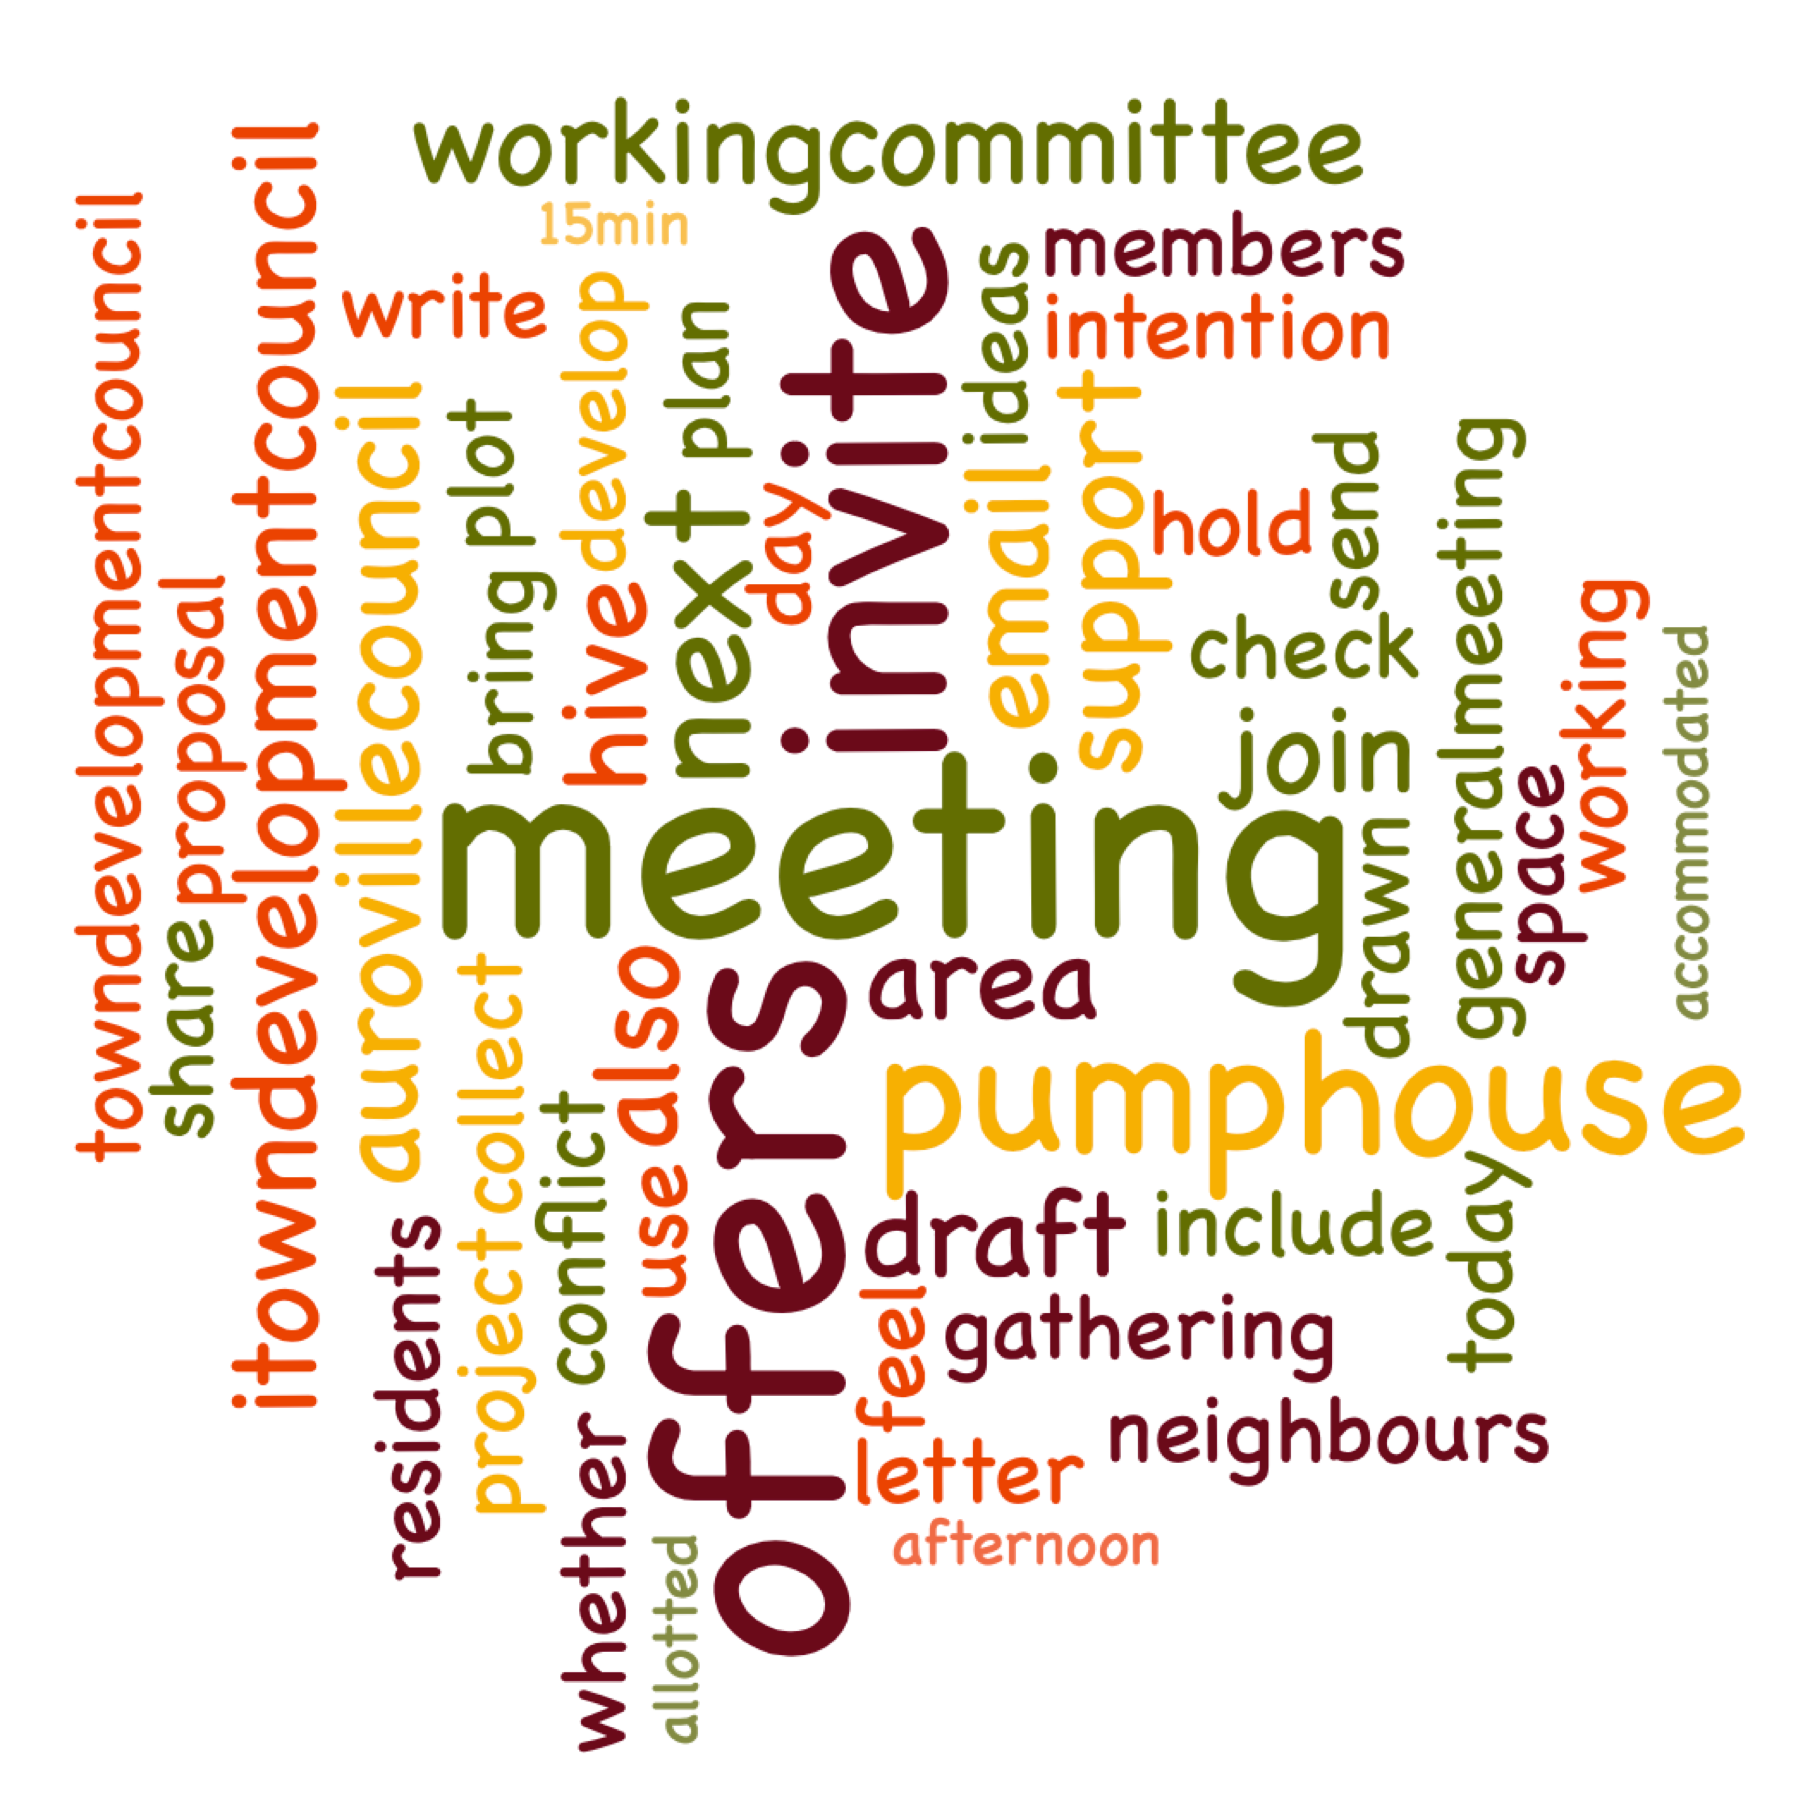 workingcommittee
15min
members
write
intention
towndevelopmentcouncil
itowndevelopmentcouncil
aurovillecouncil
plot
develop
plan
invite
ideas
support
email
day
next
hold
send
generalmeeting
hive
bring
check
working
accommodated
proposal
join
space
meeting
drawn
share
also
area
offers
pumphouse
collect
conflict
use
draft
include
today
residents
project
feel
gathering
neighbours
whether
letter
afternoon
allotted